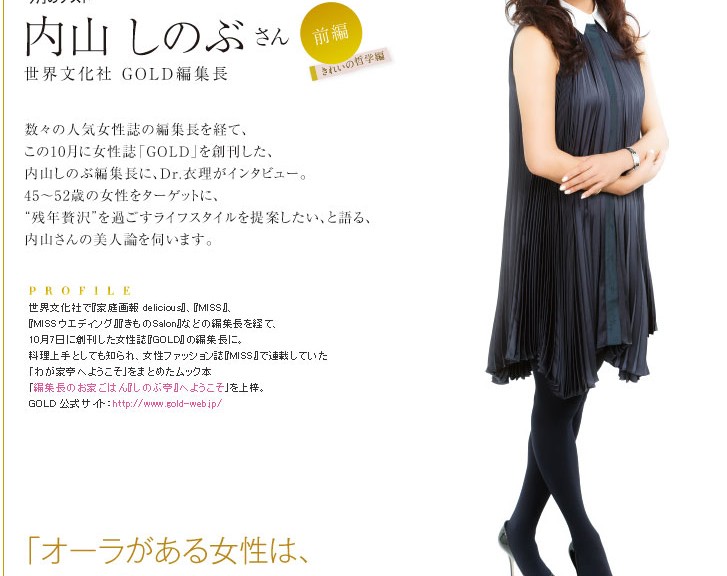 内山 しのぶ さん
前編
きれいの哲学編
世界文化社 GOLD編集長
数々の人気女性誌の編集長を経て、
この10月に女性誌「GOLD」を創刊した、
内山しのぶ編集長に、Dr.衣理がインタビュー。
45～52歳の女性をターゲットに、
“残年贅沢”を過ごすライフスタイルを提案したい、と語る、
内山さんの美人論を伺います。
PROFILE
世界文化社で『家庭画報 delicious』、『MISS』、
『MISSウエディング』『きものSalon』などの編集長を経て、
10月7日に創刊した女性誌『GOLD』の編集長に。
料理上手としても知られ、女性ファッション誌『MISS』で連載していた
「わが家亭へようこそ」をまとめたムック本
「編集長のお家ごはん『しのぶ亭』へようこそ」を上梓。
GOLD 公式サイト：http://www.gold-web.jp/
「オーラがある女性は、